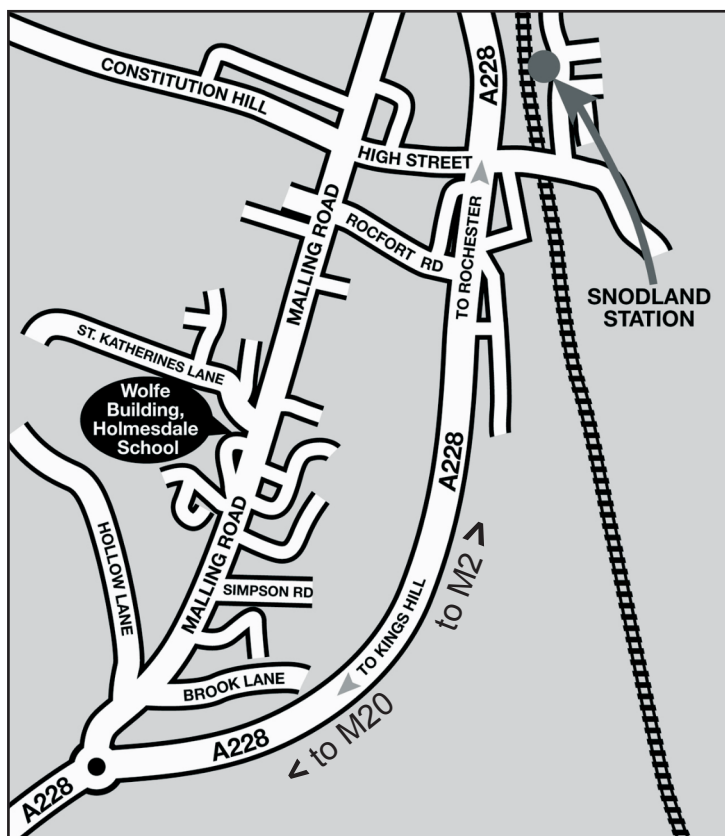 A228
CONSTITUTION HILL
HIGH STREET
MALLING ROAD
ROCFORT RD
TO ROCHESTER
SNODLAND
STATION
ST. KATHERINES LANE
Wolfe
Building,
Holmesdale
School
A228
HOLLOW LANE
MALLING ROAD
SIMPSON RD
to M2 >
TO KINGS HILL
BROOK LANE
< to M20
A228
A228